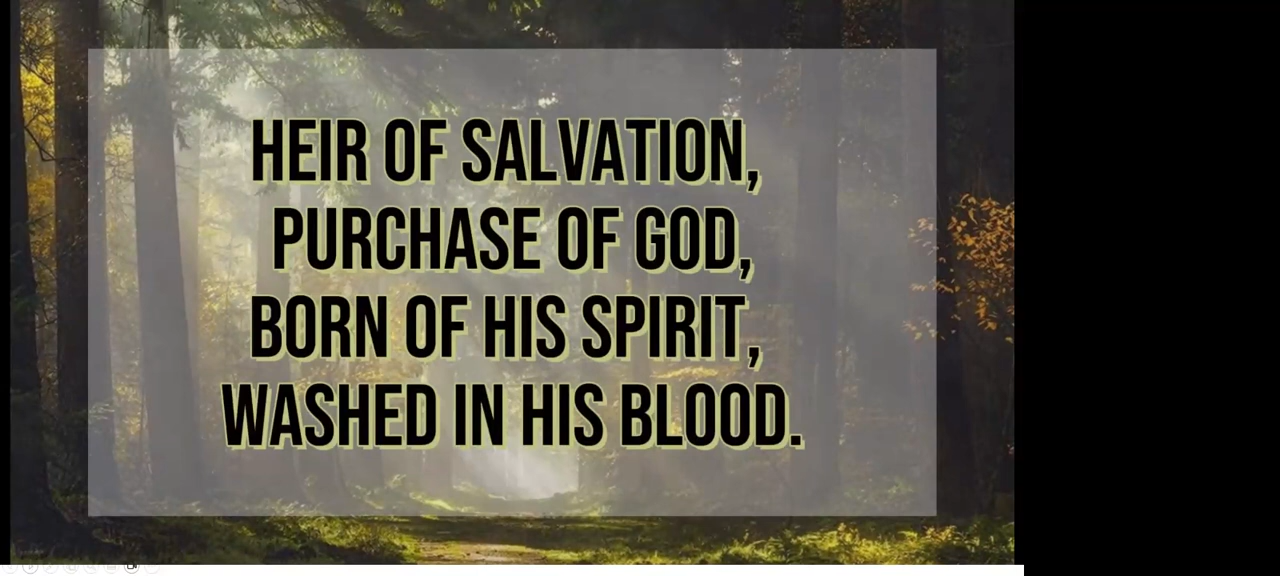 HEIR OF SALVATION,
PURCHASE OF GOD,
BORN OF HIS SPIRIT,
WASHED IN HIS BLOOD.